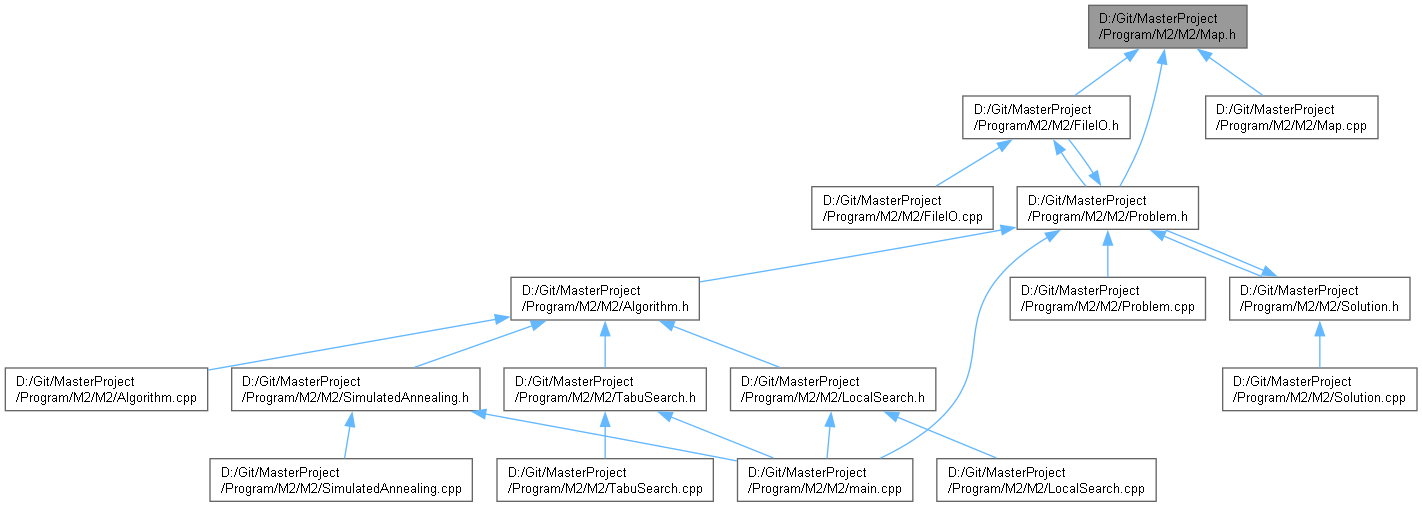 D:/Git/MasterProject
/Program/M2/M2/Map.h
D:/Git/MasterProject
/Program/M2/M2/FileIO.h
D:/Git/MasterProject
/Program/M2/M2/Map.cpp
D:/Git/MasterProject
/Program/M2/M2/FileIO.cpp
D:/Git/MasterProject
/Program/M2/M2/Problem.h
D:/Git/MasterProject
/Program/M2/M2/Algorithm.h
D:/Git/MasterProject
/Program/M2/M2/Problem.cpp
D:/Git/MasterProject
/Program/M2/M2/Solution.h
D:/Git/MasterProject
/Program/M2/M2/Algorithm.cpp
D:/Git/MasterProject
/Program/M2/M2/SimulatedAnnealing.h
D:/Git/MasterProject
/Program/M2/M2/TabuSearch.h
D:/Git/MasterProject
/Program/M2/M2/LocalSearch.h
D:/Git/MasterProject
/Program/M2/M2/Solution.cpp
D:/Git/MasterProject
/Program/M2/M2/SimulatedAnnealing.cpp
D:/Git/MasterProject
/Program/M2/M2/TabuSearch.cpp
D:/Git/MasterProject
/Program/M2/M2/main.cpp
D:/Git/MasterProject
/Program/M2/M2/LocalSearch.cpp